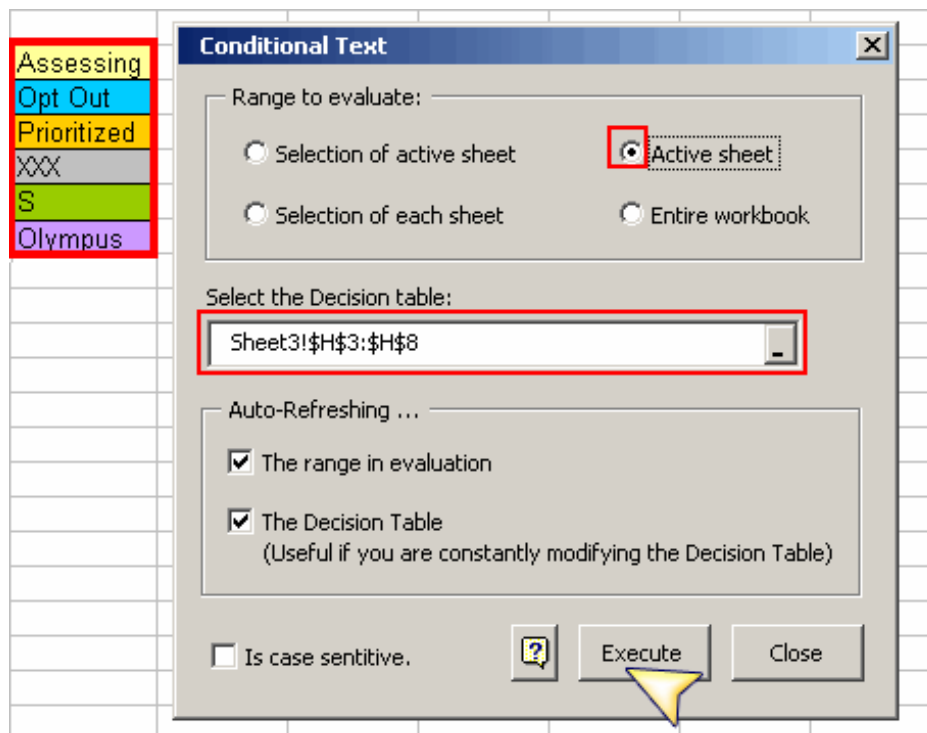 Assessing
Opt Out
Prioritized
XXX
S
Olympus
Conditional Text
Range to evaluate:
Selection of active sheet
Active sheet
Selection of each sheet
Entire workbook
Select the Decision table:
Sheet3!$H$3:$H$8
Auto-Refreshing ...
The range in evaluation
The Decision Table
(Useful if you are constantly modifying the Decision Table)
Is case sentitive.
?
Execute
Close